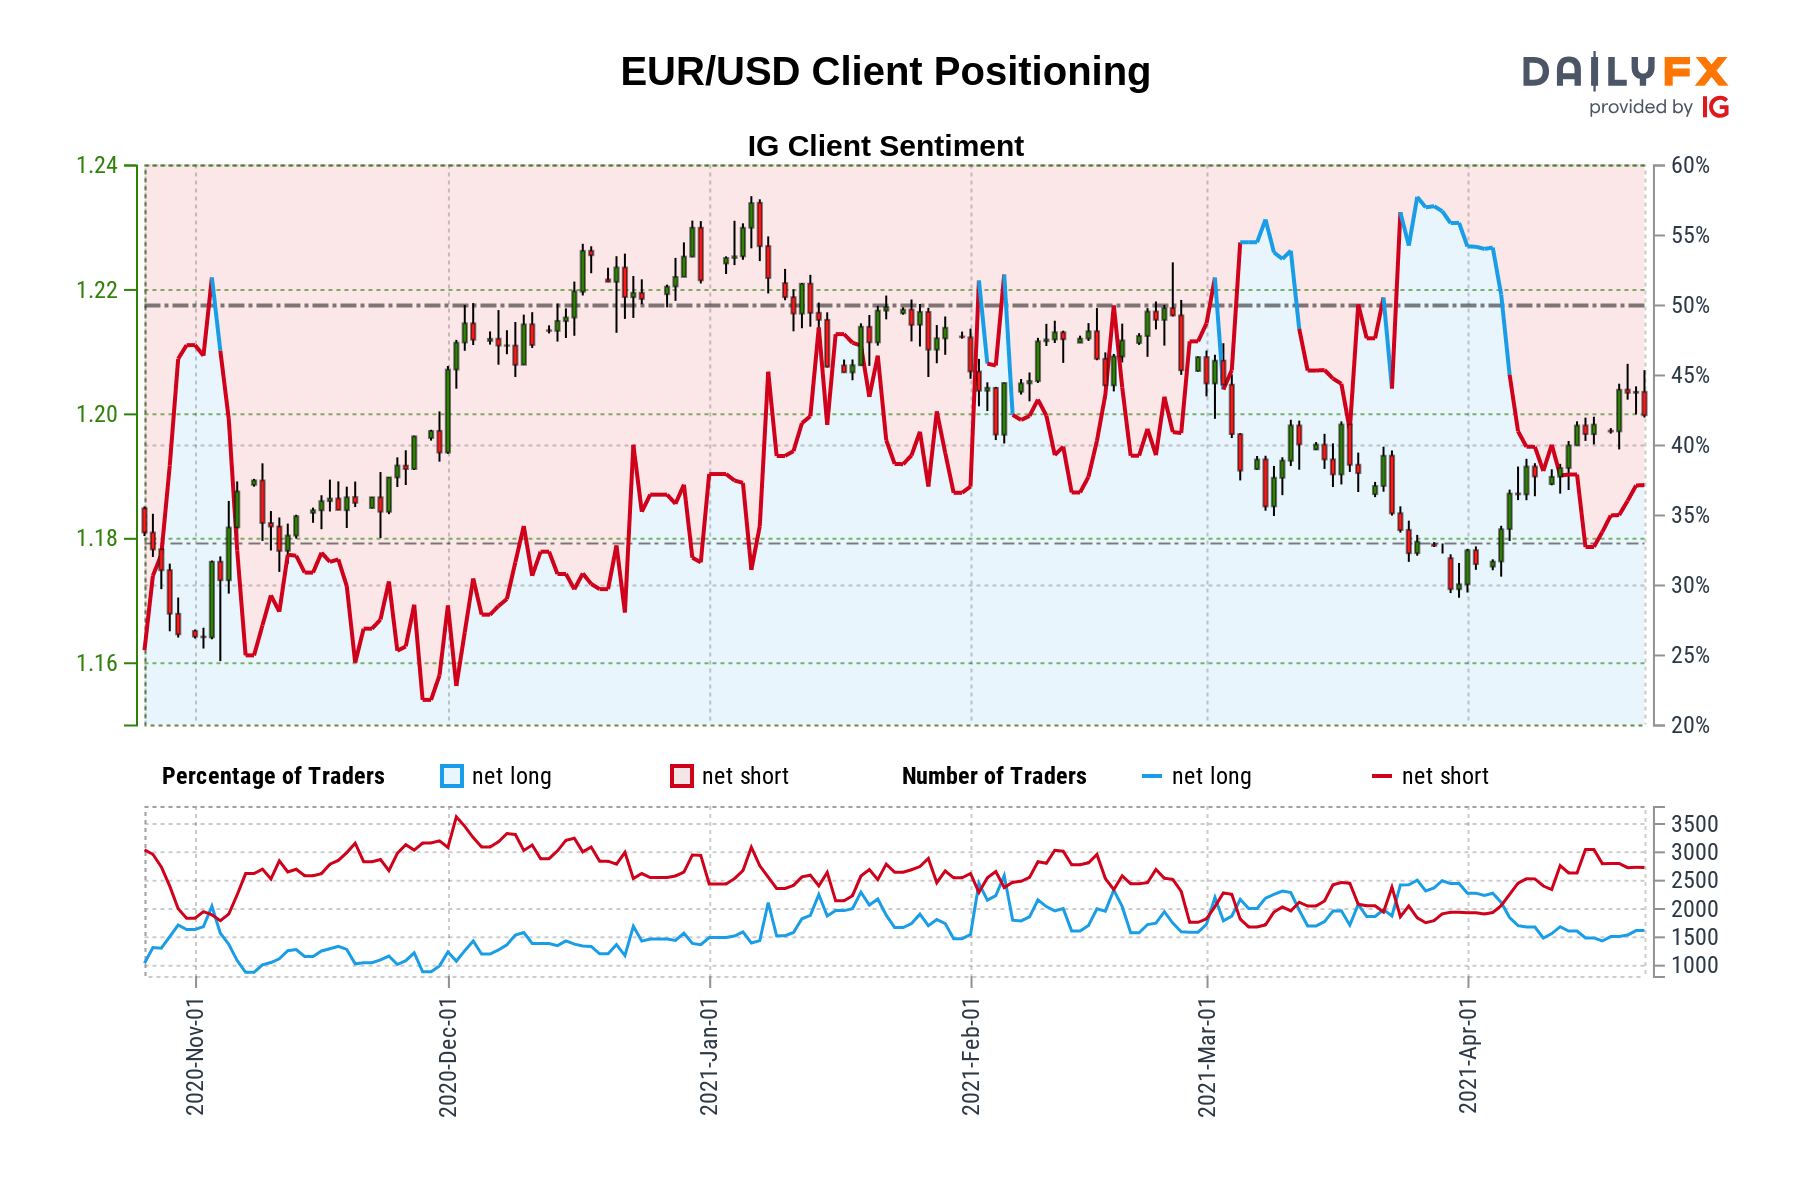 EUR/USD Client Positioning
DAILYFX
provided by IG
IG Client Sentiment
1.24
1.22
1.20
1.18
1.16
60%
55%
50%
45%
40%
35%
30%
25%
20%
Percentage of Traders net long net short Number of Traders net long net short
3500
3000
2500
2000
1500
1000
2020-Nov-01
2020-Dec-01
2021-Jan-01
2021-Feb-01
2021-Mar-01
2021-Apr-01